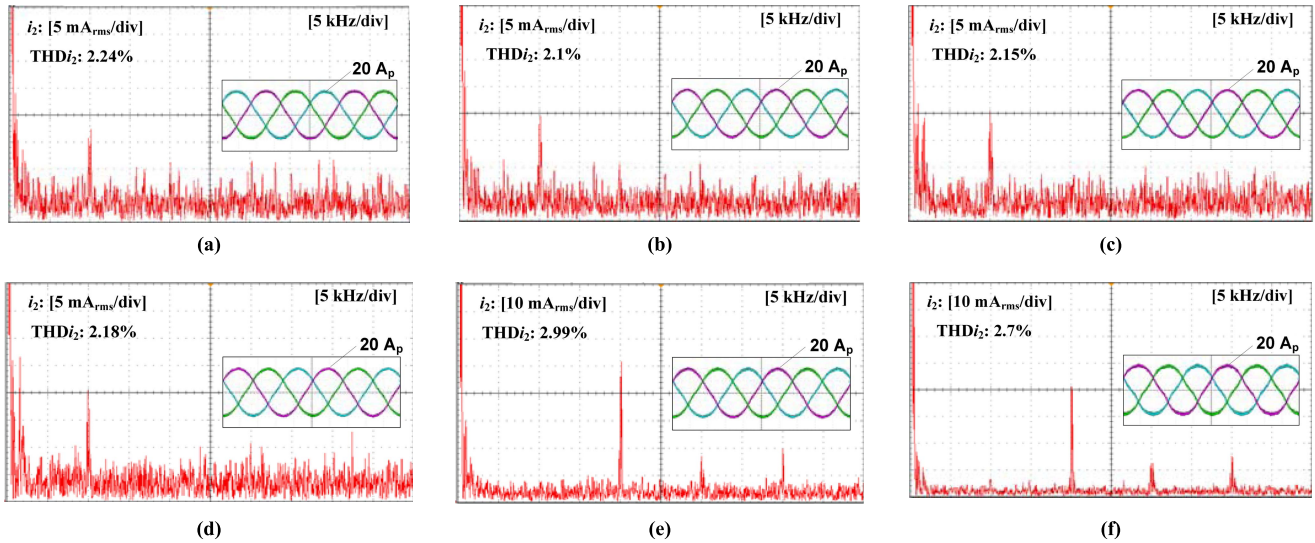 i₂: [5 mArms/div] [5 kHz/div]
THDi₂: 2.24%
20 Ap
(a)
i₂: [5 mArms/div] [5 kHz/div]
THDi₂: 2.1%
20 Ap
(b)
i₂: [5 mArms/div] [5 kHz/div]
THDi₂: 2.15%
20 Ap
(c)
i₂: [5 mArms/div] [5 kHz/div]
THDi₂: 2.18%
20 Ap
(d)
i₂: [10 mArms/div] [5 kHz/div]
THDi₂: 2.99%
20 Ap
(e)
i₂: [10 mArms/div] [5 kHz/div]
THDi₂: 2.7%
20 Ap
(f)